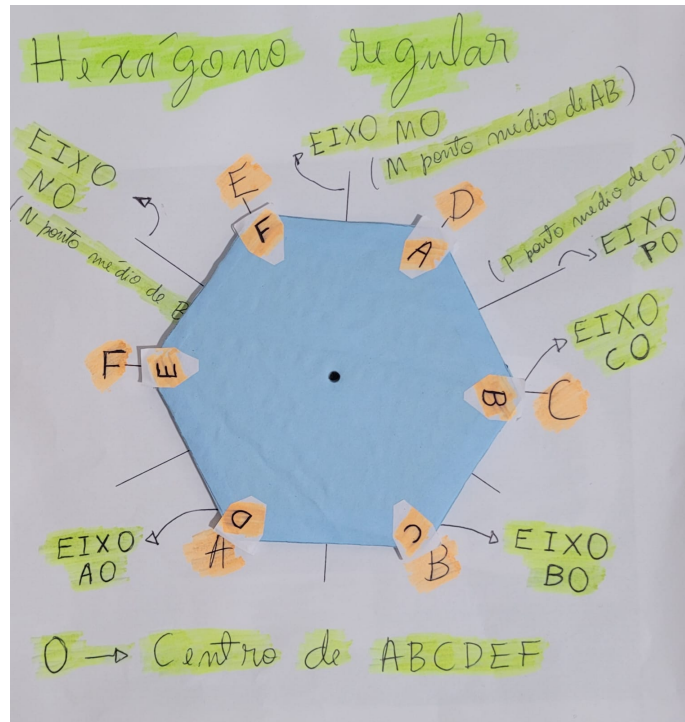 Hexágono regular
EIXO MO
(M ponto médio de AB)
EIXO
NO
(N ponto médio de B
E
D
(P ponto médio de CD)
EIXO
PO
F
A
EIXO
CO
F
E
B
C
D
C
EIXO
AO
A
B
EIXO
BO
O → Centro de ABCDEF